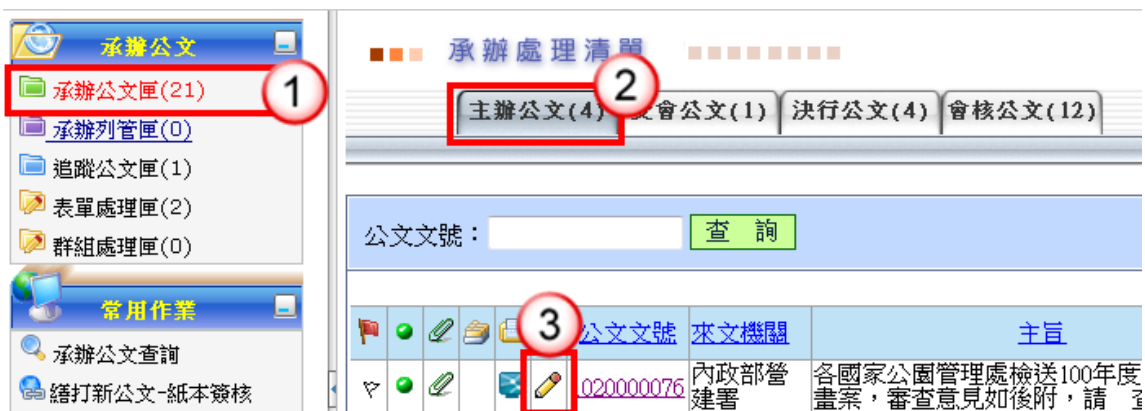 承辦公文
承辦公文匣(21)
1
承辦列管匣(0)
追蹤公文匣(1)
表單處理匣(2)
群組處理匣(0)
常用作業
承辦公文查詢
繕打新公文-紙本簽核
承辦處理清單
2
主辦公文(4)
會公文(1)
決行公文(4)
會核公文(12)
公文文號：
查 詢
3
公文文號 來文機關 主旨
020000076 內政部營建署 各國家公園管理處檢送100年度
畫案，審查意見如後附，請